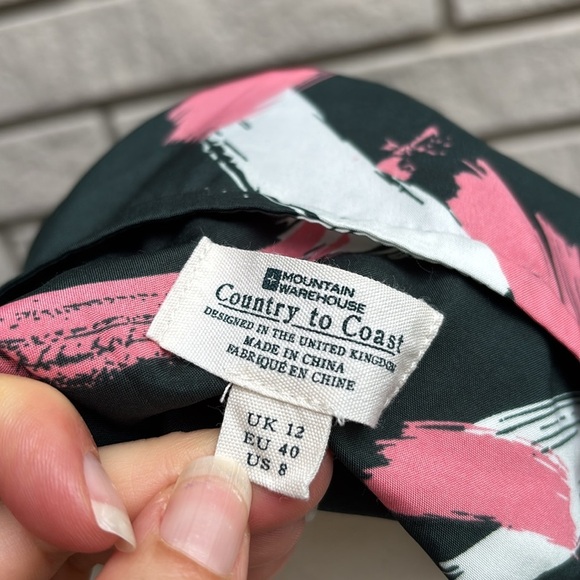 MOUNTAIN
WAREHOUSE
Country to Coast
DESIGNED IN THE UNITED KINGDOM
MADE IN CHINA
FABRIQUÉ EN CHINE
UK 12
EU 40
US 8